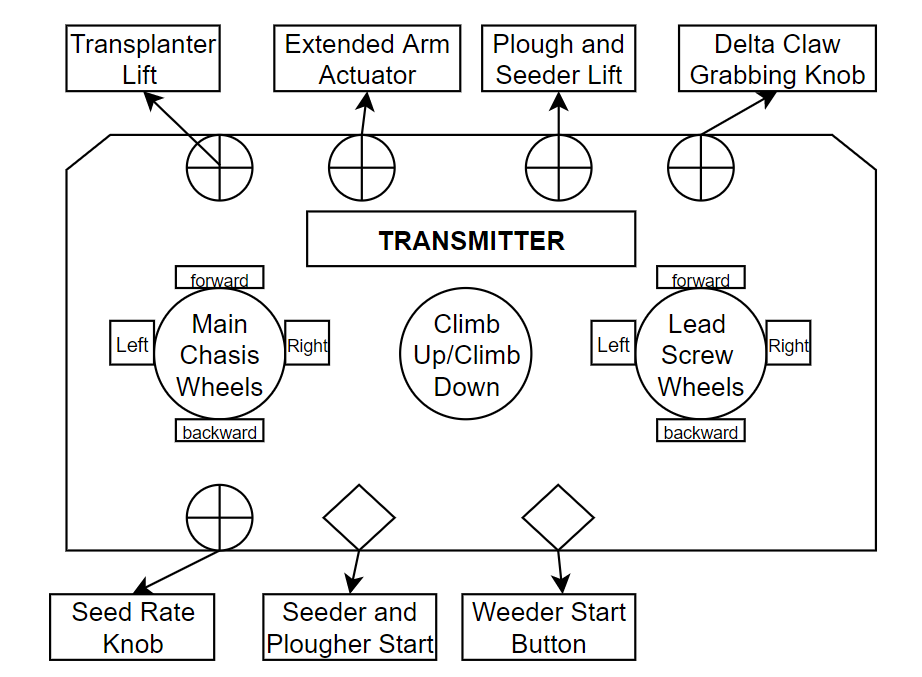 Transplanter
Lift
Extended Arm
Actuator
Plough and
Seeder Lift
Delta Claw
Grabbing Knob
TRANSMITTER
forward
Left
Main
Chasis
Wheels
Right
backward
Climb
Up/Climb
Down
forward
Left
Lead
Screw
Wheels
Right
backward
Seed Rate
Knob
Seeder and
Plougher Start
Weeder Start
Button